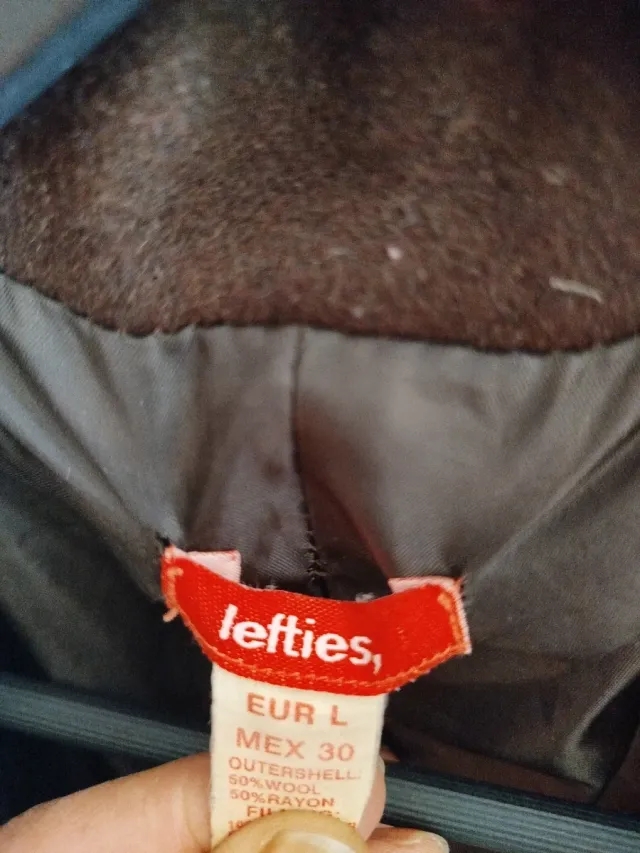 lefties,
EUR L
MEX 30
OUTERSHELL:
50%WOOL
50%RAYON